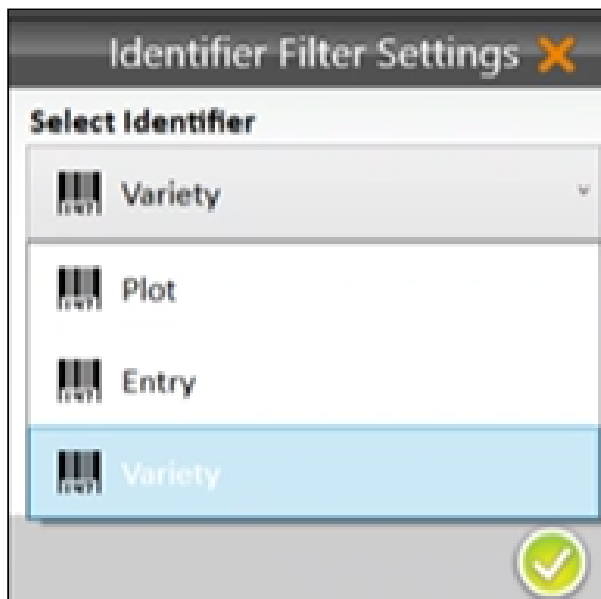 Identifier Filter Settings
Select Identifier
Variety
Plot
Entry
Variety